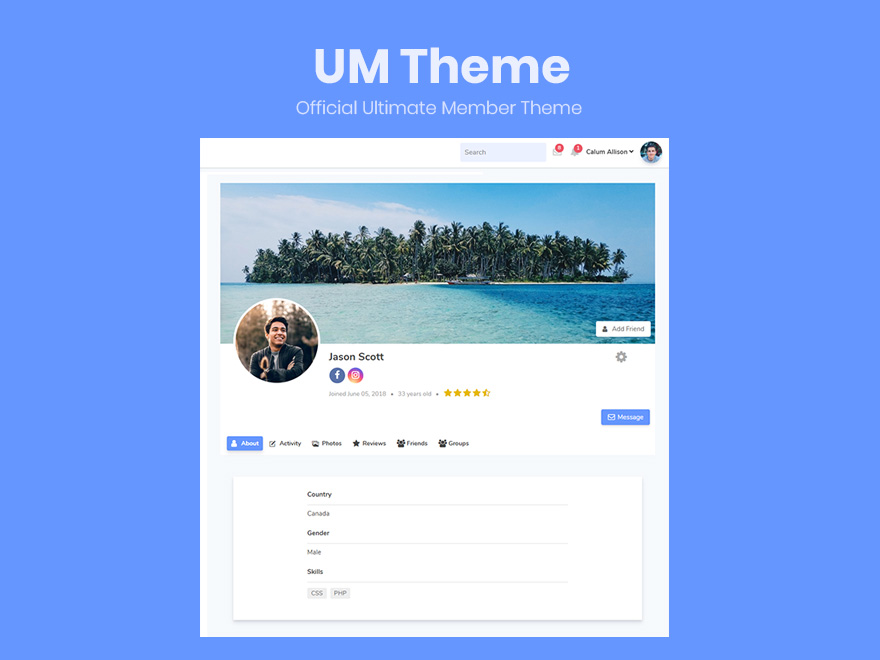 UM Theme
Official Ultimate Member Theme
Search 0 1 Calum Allison
Add Friend
Jason Scott
Joined June 05, 2018 • 33 years old •
Message
About Activity Photos Reviews Friends Groups
Country
Canada
Gender
Male
Skills
CSS PHP